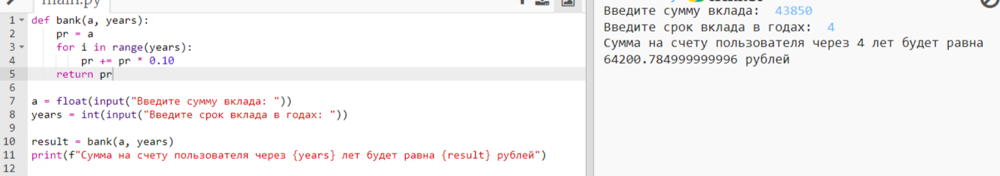 main.py
1 def bank(a, years):
2 pr = a
3 for i in range(years):
4 pr += pr * 0.10
5 return pr
6
7 a = float(input("Введите сумму вклада: "))
8 years = int(input("Введите срок вклада в годах: "))
9
10 result = bank(a, years)
11 print(f"Сумма на счету пользователя через {years} лет будет равна {result} рублей")
12
Введите сумму вклада: 43850
Введите срок вклада в годах: 4
Сумма на счету пользователя через 4 лет будет равна
64200.784999999996 рублей